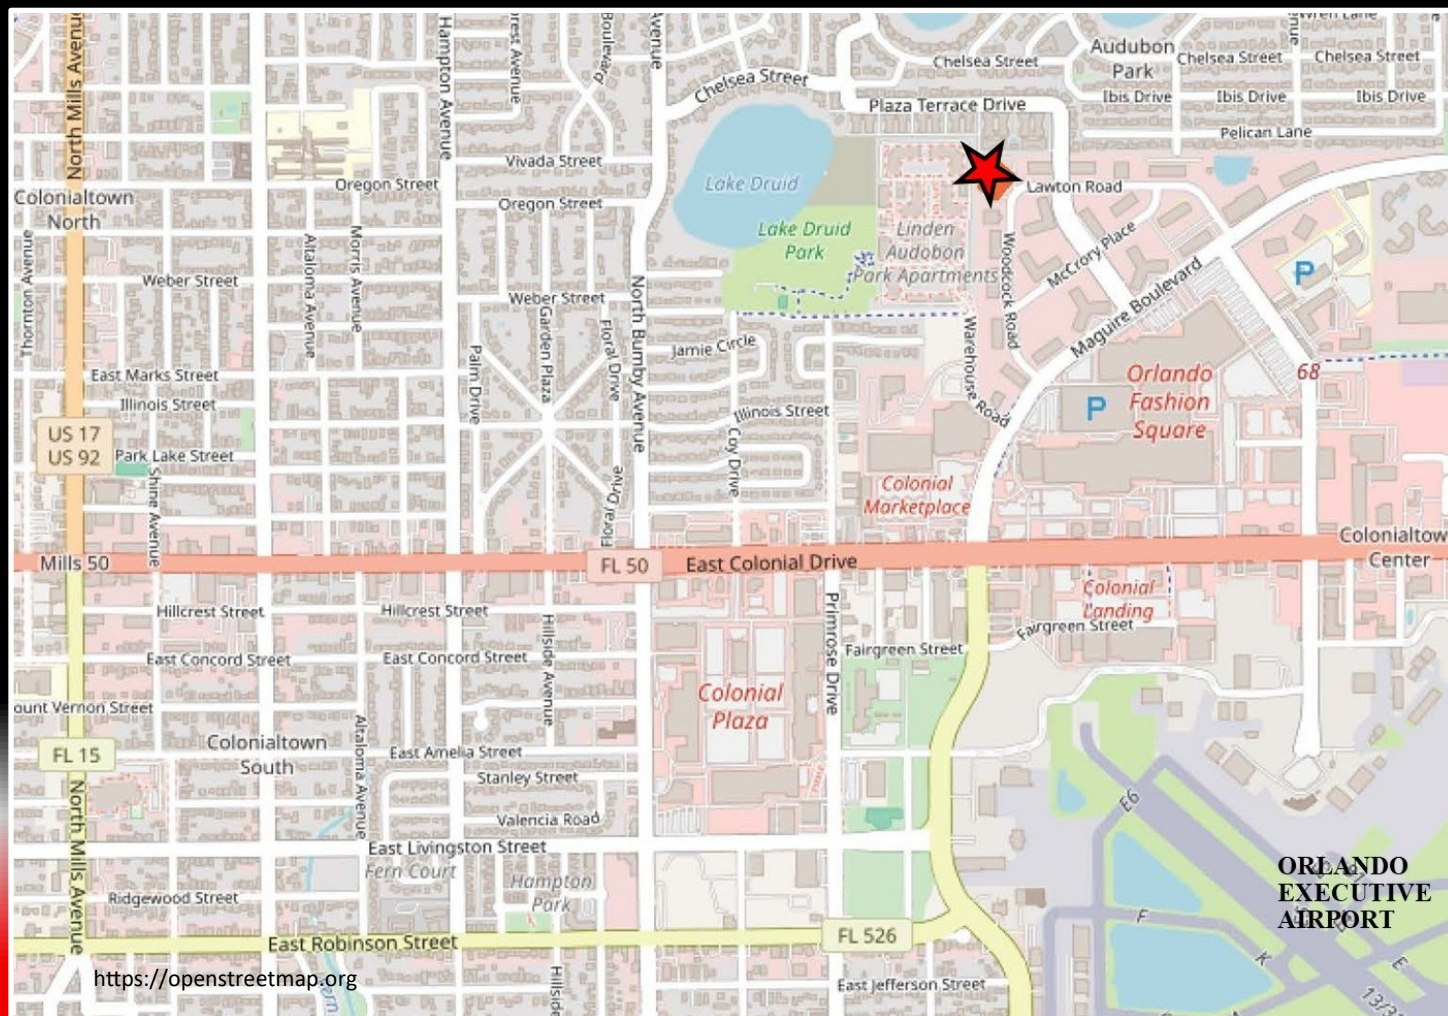 North Mills Avenue
Hampton Avenue
Boulevard
Avenue
Chelsea Street
Chelsea Street
Audubon
Park
Chelsea Street
Chelsea Street
Plaza Terrace Drive
Ibis Drive
Ibis Drive
Ibis Drive
Pelican Lane
Vivada Street
Oregon Street
Oregon Street
Colonialtown
North
Lake Druid
Lake Druid
Park
Linden
Audobon
Park Apartments
Lawton Road
McCrory Place
Woodcock Road
Maguire Boulevard
P
Thornton Avenue
Weber Street
Altaloma Avenue
Morris Avenue
Weber Street
Garden Plaza
Floral Drive
North Bumby Avenue
Jamie Circle
Warehouse Road
East Marks Street
Illinois Street
Palm Drive
Illinois Street
Coy Drive
P
Orlando
Fashion
Square
68
US 17
US 92
Park Lake Street
Shine Avenue
Floral Drive
Colonial
Marketplace
Mills 50
FL 50
East Colonial Drive
Center
Colonial
Landing
Hillcrest Street
Hillcrest Street
Hillside Avenue
Primrose Drive
Fairgreen Street
Fairgreen Street
East Concord Street
East Concord Street
Colonial
Plaza
ount Vernon Street
FL 15
Colonialtown
South
Altaloma Avenue
East Amelia Street
Stanley Street
Valencia Road
East Livingston Street
Fern Court
Hampton
Park
North Mills Avenue
Ridgewood Street
East Robinson Street
FL 526
E6
F
K
E
ORLANDO
EXECUTIVE
AIRPORT
https://openstreetmap.org
East Jefferson Street